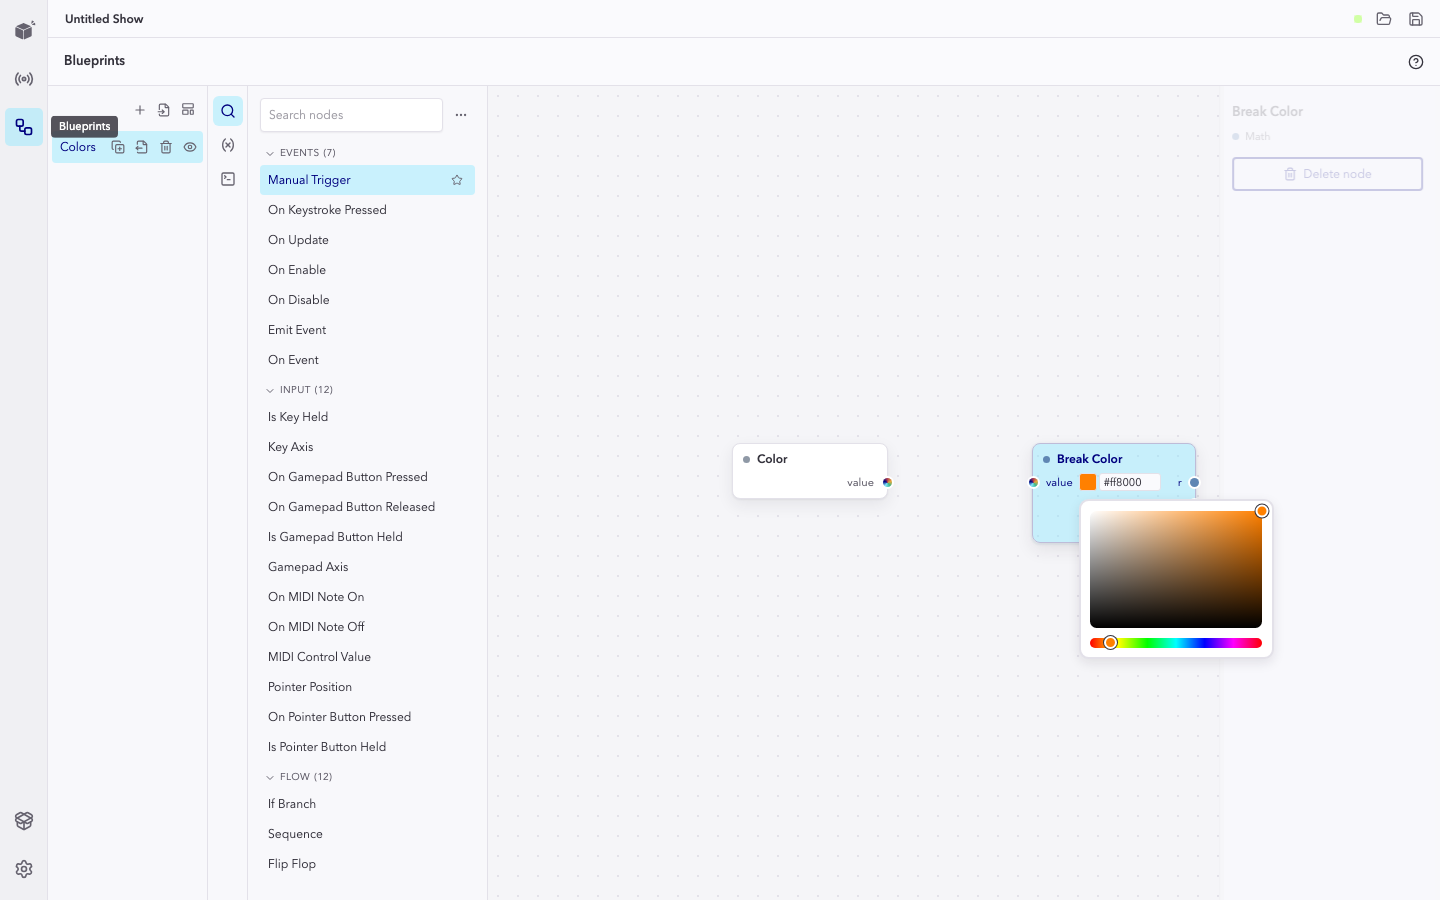 Untitled Show
Blueprints
Blueprints
Colors
Search nodes
EVENTS (7)
Manual Trigger
On Keystroke Pressed
On Update
On Enable
On Disable
Emit Event
On Event
INPUT (12)
Is Key Held
Key Axis
On Gamepad Button Pressed
On Gamepad Button Released
Is Gamepad Button Held
Gamepad Axis
On MIDI Note On
On MIDI Note Off
MIDI Control Value
Pointer Position
On Pointer Button Pressed
Is Pointer Button Held
FLOW (12)
If Branch
Sequence
Flip Flop
Color
value
Break Color
value #ff8000 r
Break Color
Math
Delete node